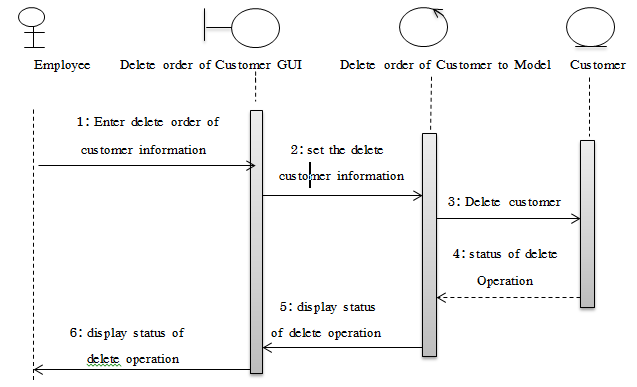 Employee
Delete order of Customer GUI
Delete order of Customer to Model
Customer
1: Enter delete order of
customer information
2: set the delete
customer information
3: Delete customer
4: status of delete
Operation
5: display status
of delete operation
6: display status of
delete operation